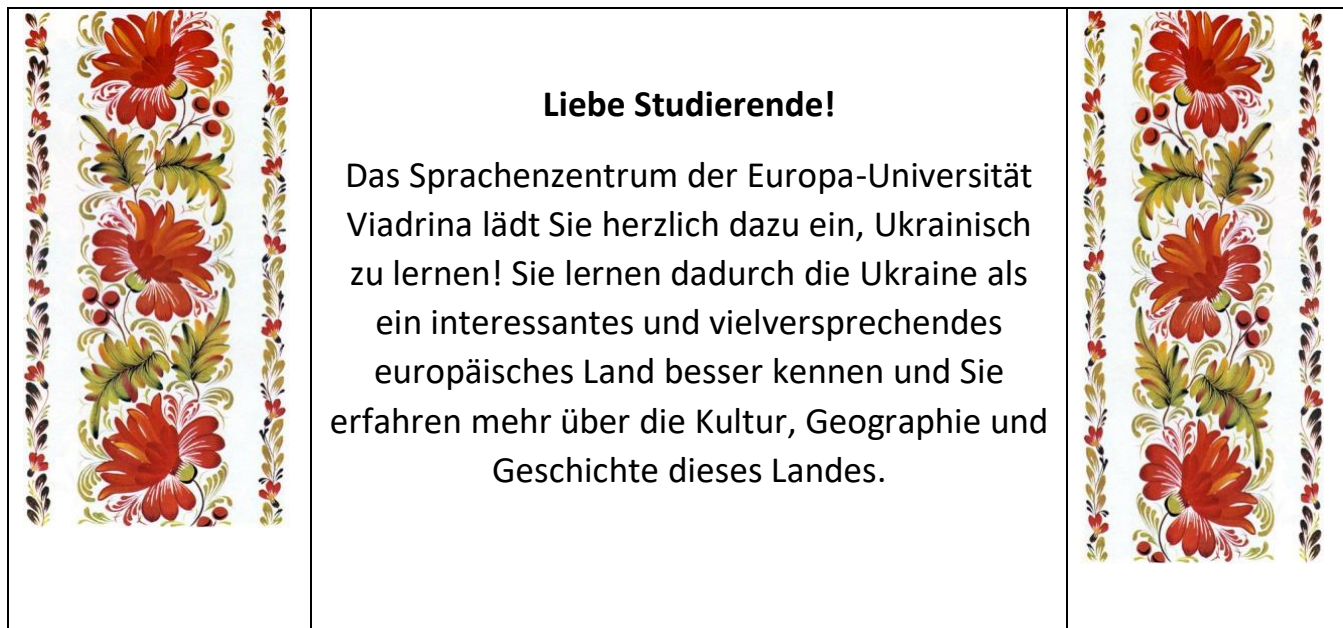 Liebe Studierende!
Das Sprachenzentrum der Europa-Universität
Viadrina lädt Sie herzlich dazu ein, Ukrainisch
zu lernen! Sie lernen dadurch die Ukraine als
ein interessantes und vielversprechendes
europäisches Land besser kennen und Sie
erfahren mehr über die Kultur, Geographie und
Geschichte dieses Landes.